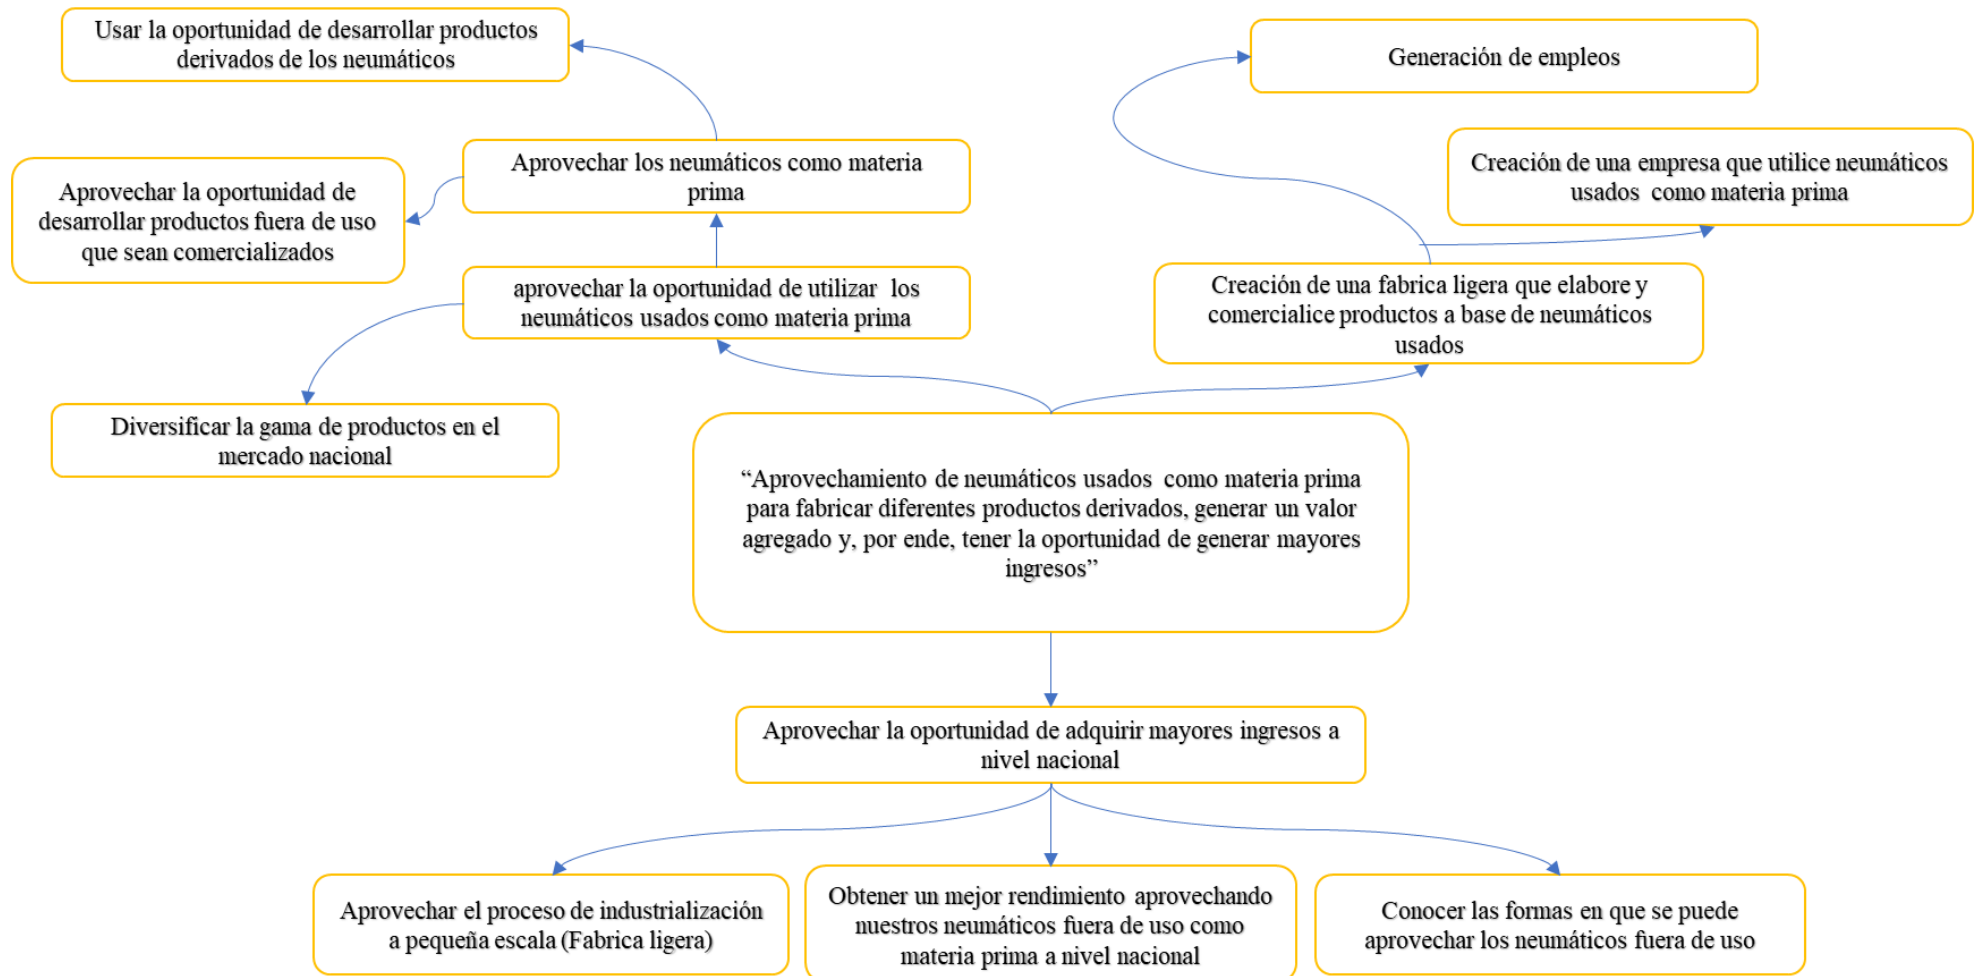 Usar la oportunidad de desarrollar productos
derivados de los neumáticos
Generación de empleos
Aprovechar los neumáticos como materia
prima
Creación de una empresa que utilice neumáticos
usados como materia prima
Aprovechar la oportunidad de
desarrollar productos fuera de uso
que sean comercializados
aprovechar la oportunidad de utilizar los
neumáticos usados como materia prima
Creación de una fabrica ligera que elabore y
comercialice productos a base de neumáticos
usados
Diversificar la gama de productos en el
mercado nacional
“Aprovechamiento de neumáticos usados como materia prima
para fabricar diferentes productos derivados, generar un valor
agregado y, por ende, tener la oportunidad de generar mayores
ingresos”
Aprovechar la oportunidad de adquirir mayores ingresos a
nivel nacional
Aprovechar el proceso de industrialización
a pequeña escala (Fabrica ligera)
Obtener un mejor rendimiento aprovechando
nuestros neumáticos fuera de uso como
materia prima a nivel nacional
Conocer las formas en que se puede
aprovechar los neumáticos fuera de uso